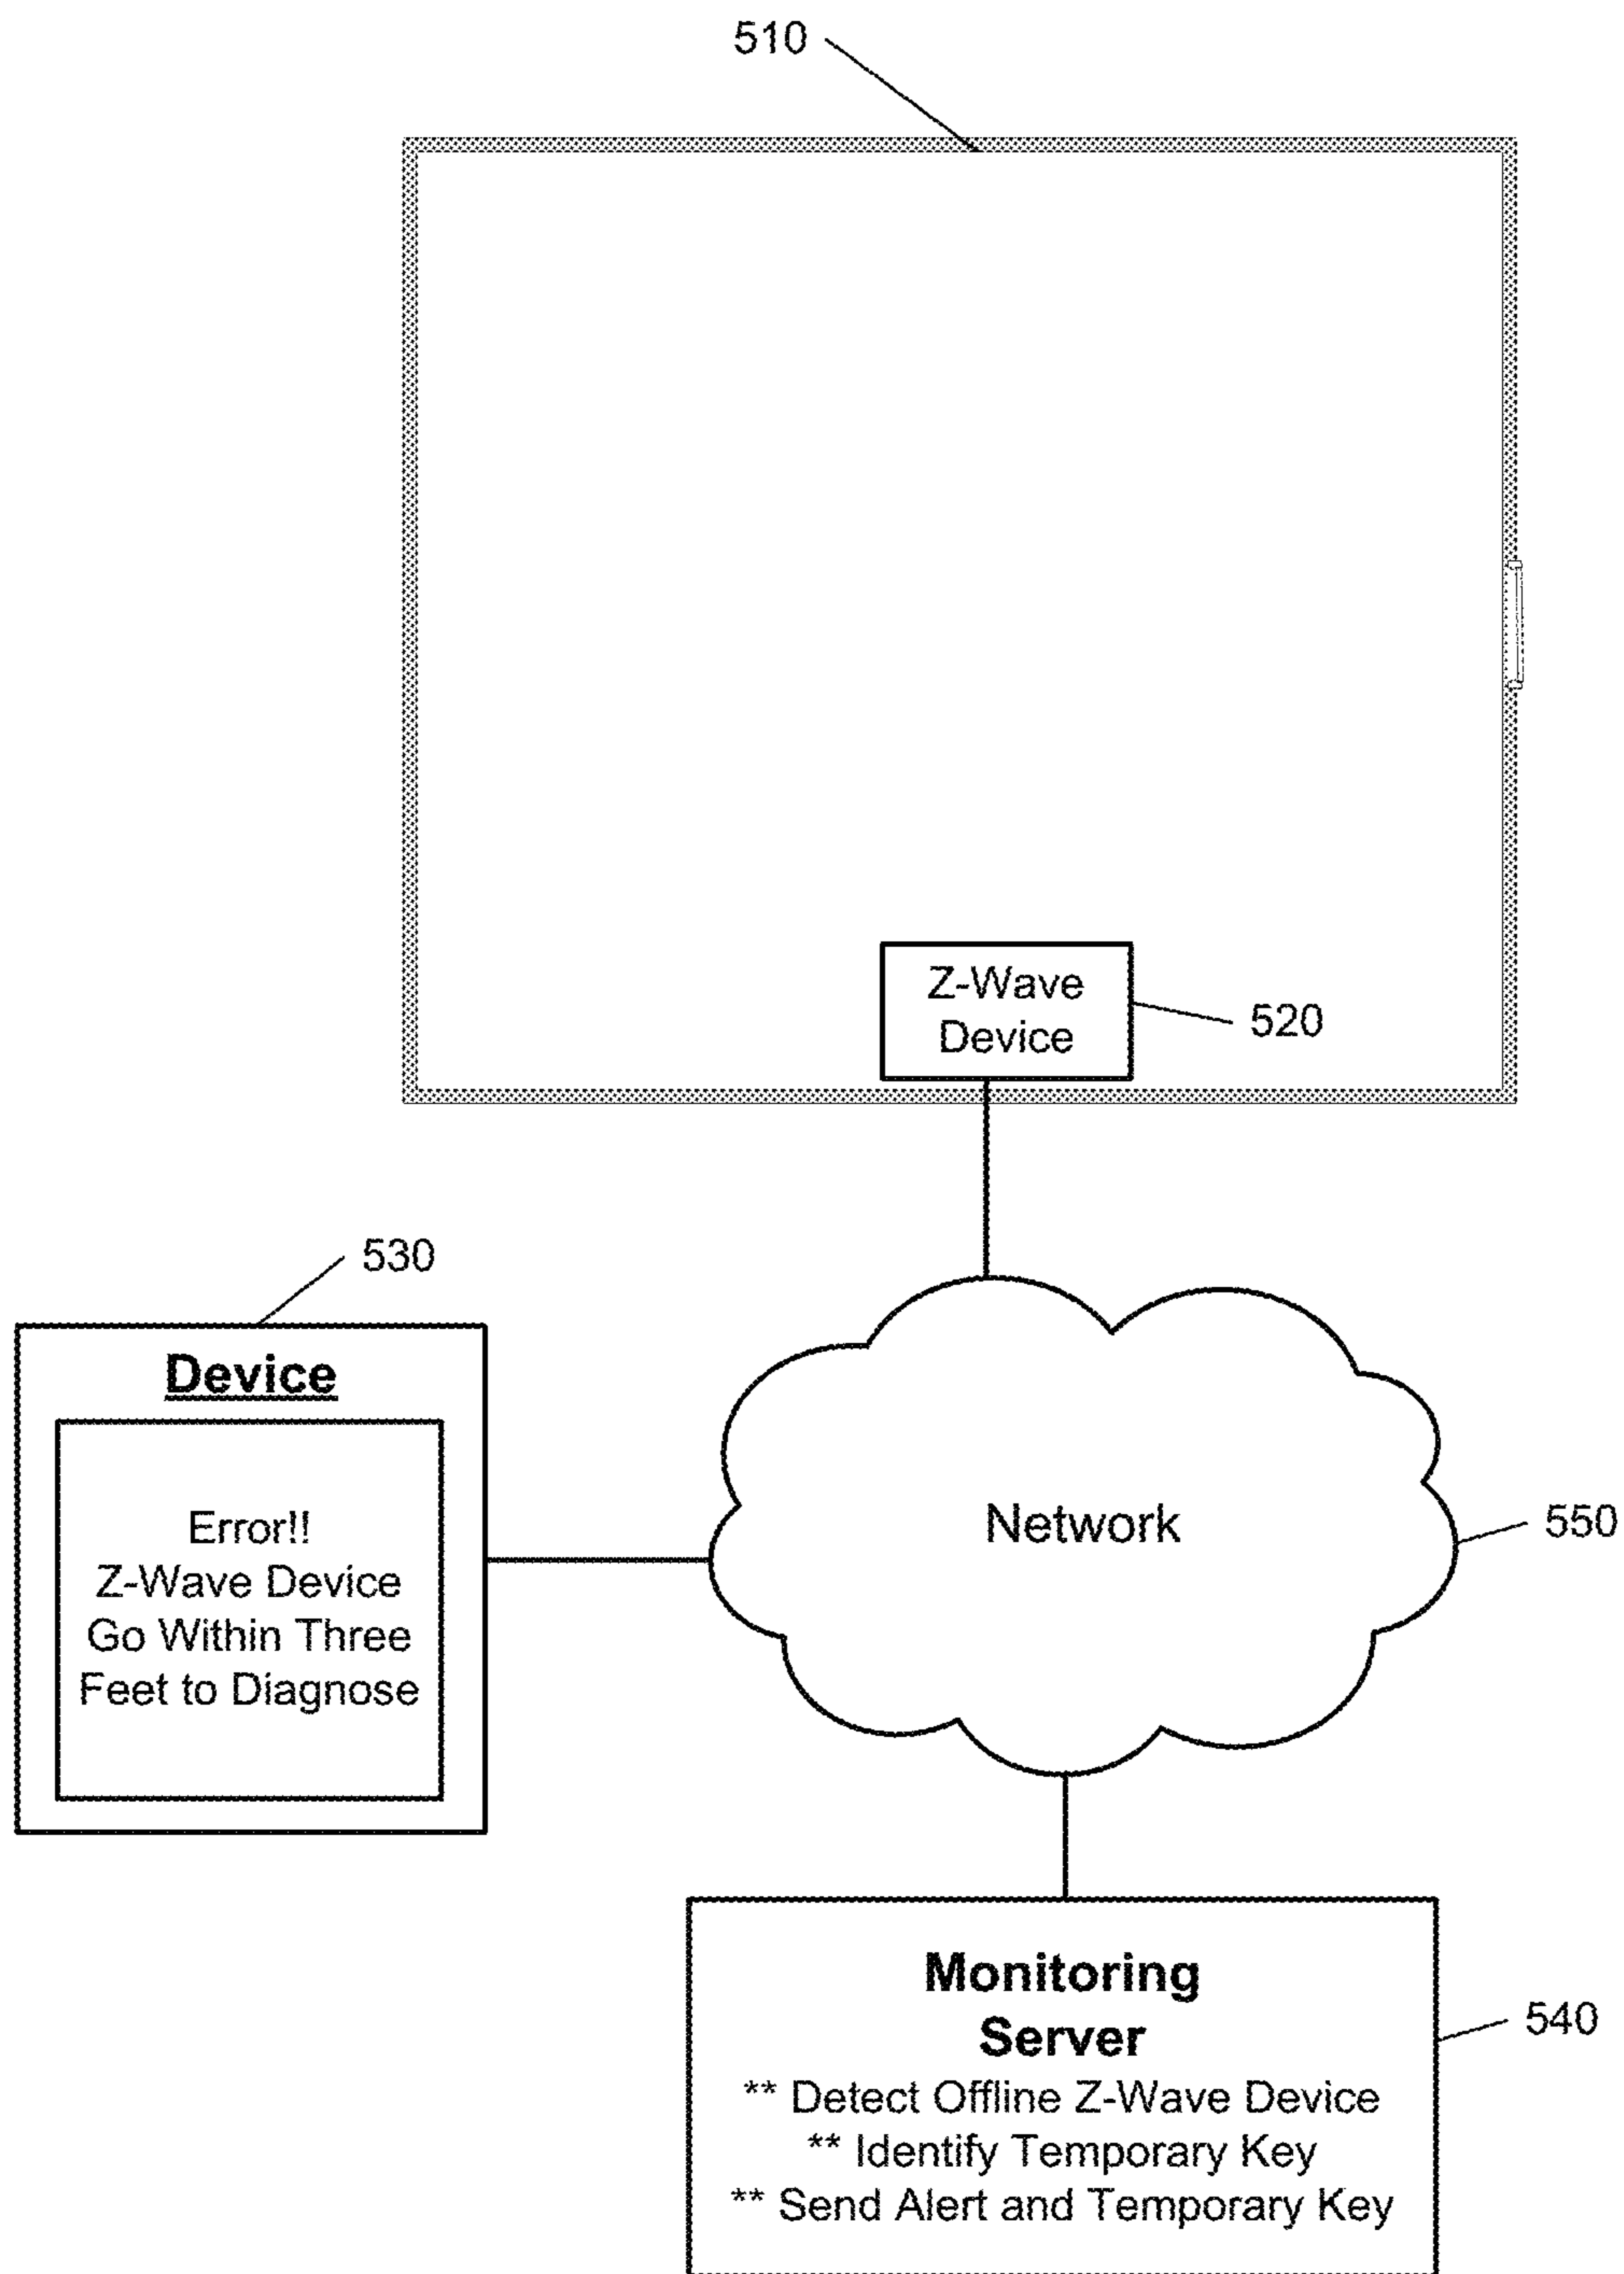 510
Z-Wave
Device
520
530
Device
Error!!
Z-Wave Device
Go Within Three
Feet to Diagnose
Network
550
Monitoring
Server
** Detect Offline Z-Wave Device
** Identify Temporary Key
** Send Alert and Temporary Key
540